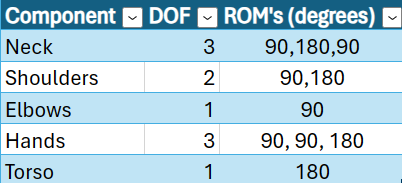 Component DOF ROM's (degrees)
Neck 3 90,180,90
Shoulders 2 90,180
Elbows 1 90
Hands 3 90, 90, 180
Torso 1 180